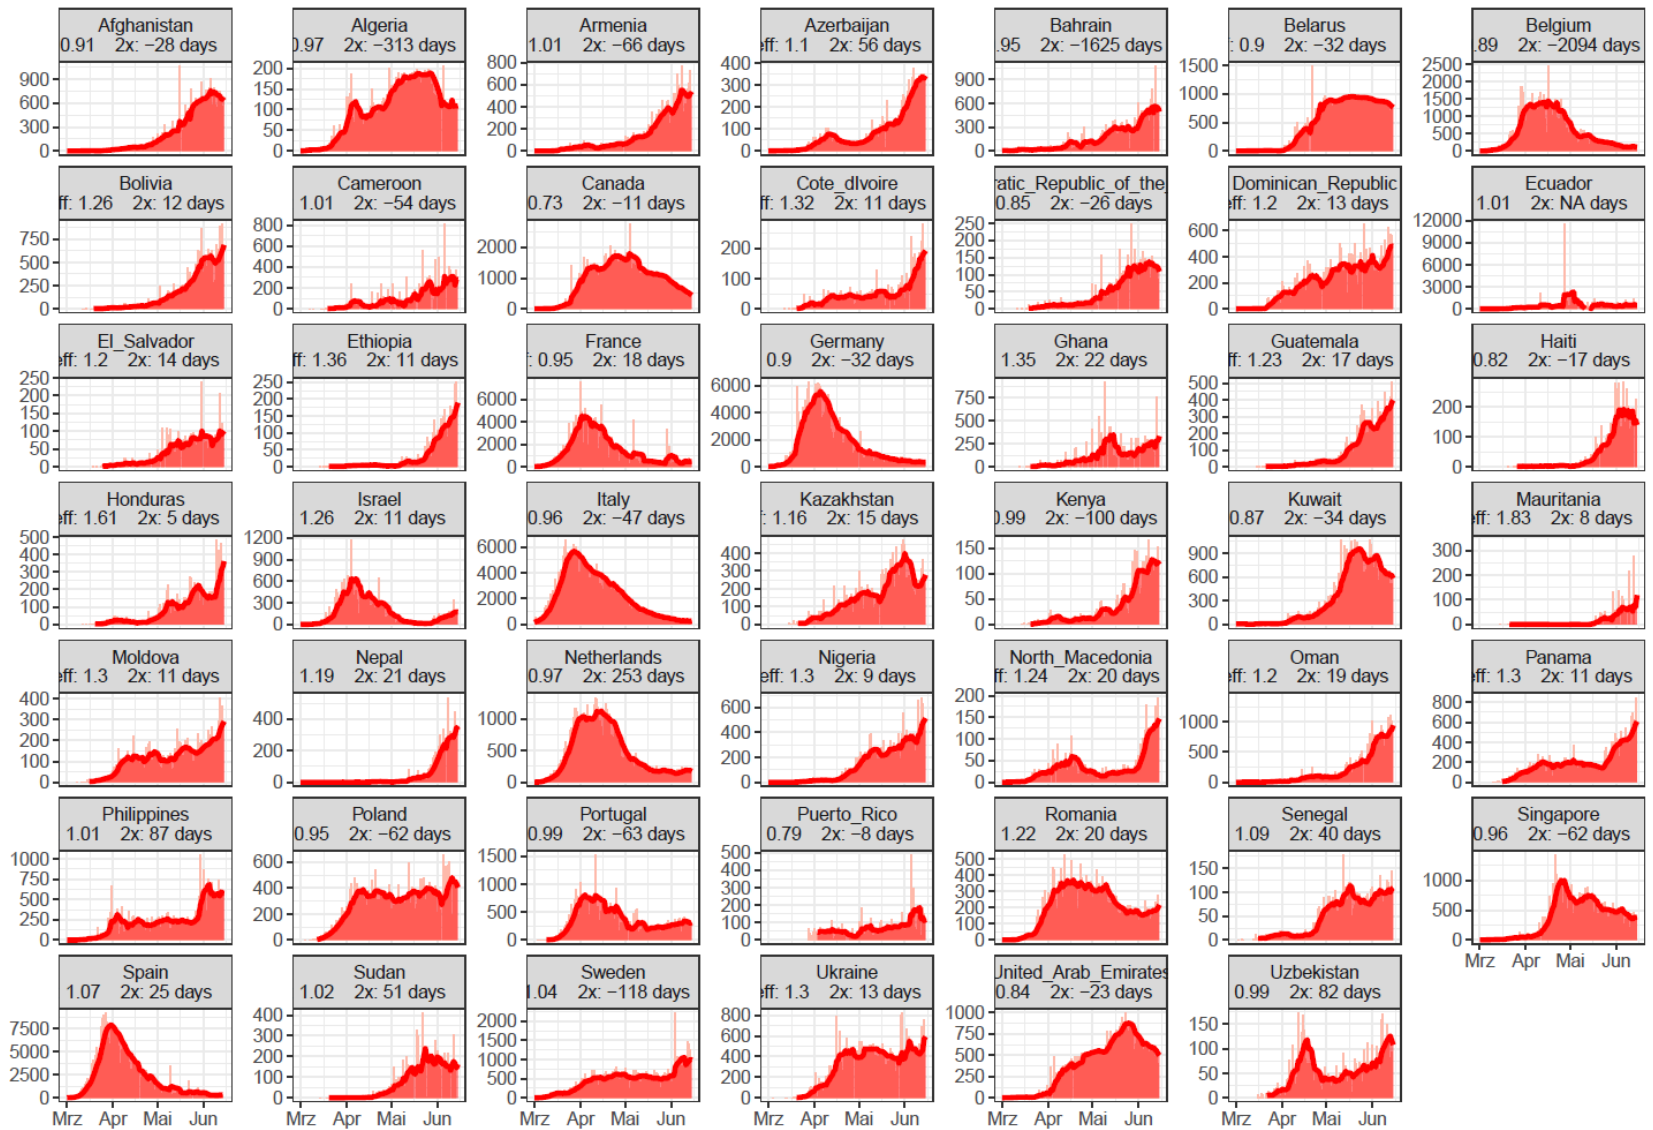 Afghanistan
0.91 2x: −28 days
900
600
300
0
Algeria
0.97 2x: −313 days
200
150
100
50
0
Armenia
1.01 2x: −66 days
800
600
400
200
0
Azerbaijan
eff: 1.1 2x: 56 days
400
300
200
100
0
Bahrain
.95 2x: −1625 days
900
600
300
0
Belarus
f: 0.9 2x: −32 days
1500
1000
500
0
Belgium
.89 2x: −2094 days
2500
2000
1500
1000
500
0
Bolivia
ff: 1.26 2x: 12 days
750
500
250
0
Cameroon
1.01 2x: −54 days
800
600
400
200
0
Canada
0.73 2x: −11 days
2000
1000
0
Cote_dIvoire
eff: 1.32 2x: 11 days
200
100
0
ratic_Republic_of_the_
0.85 2x: −26 days
250
200
150
100
50
0
Dominican_Republic
eff: 1.2 2x: 13 days
600
400
200
0
Ecuador
1.01 2x: NA days
12000
9000
6000
3000
0
El_Salvador
eff: 1.2 2x: 14 days
250
200
150
100
50
0
Ethiopia
ff: 1.36 2x: 11 days
250
200
150
100
50
0
France
f: 0.95 2x: 18 days
6000
4000
2000
0
Germany
0.9 2x: −32 days
6000
4000
2000
0
Ghana
1.35 2x: 22 days
750
500
250
0
Guatemala
ff: 1.23 2x: 17 days
500
400
300
200
100
0
Haiti
0.82 2x: −17 days
200
100
0
Honduras
eff: 1.61 2x: 5 days
500
400
300
200
100
0
Israel
1.26 2x: 11 days
1200
900
600
300
0
Italy
0.96 2x: −47 days
6000
4000
2000
0
Kazakhstan
f: 1.16 2x: 15 days
400
300
200
100
0
Kenya
0.99 2x: −100 days
150
100
50
0
Kuwait
0.87 2x: −34 days
900
600
300
0
Mauritania
eff: 1.83 2x: 8 days
300
200
100
0
Moldova
eff: 1.3 2x: 11 days
400
300
200
100
0
Nepal
1.19 2x: 21 days
400
200
0
Netherlands
0.97 2x: 253 days
1000
500
0
Nigeria
eff: 1.3 2x: 9 days
600
400
200
0
North_Macedonia
ff: 1.24 2x: 20 days
200
150
100
50
0
Oman
eff: 1.2 2x: 19 days
1000
500
0
Panama
eff: 1.3 2x: 11 days
800
600
400
200
0
Philippines
1.01 2x: 87 days
1000
750
500
250
0
Poland
0.95 2x: −62 days
600
400
200
0
Portugal
0.99 2x: −63 days
1500
1000
500
0
Puerto_Rico
0.79 2x: −8 days
500
400
300
200
100
0
Romania
1.22 2x: 20 days
500
400
300
200
100
0
Senegal
1.09 2x: 40 days
150
100
50
0
Singapore
0.96 2x: −62 days
1000
500
0
Mrz Apr Mai Jun
Spain
1.07 2x: 25 days
7500
5000
2500
0
Mrz Apr Mai Jun
Sudan
1.02 2x: 51 days
400
300
200
100
0
Mrz Apr Mai Jun
Sweden
1.04 2x: −118 days
2000
1500
1000
500
0
Mrz Apr Mai Jun
Ukraine
eff: 1.3 2x: 13 days
800
600
400
200
0
Mrz Apr Mai Jun
United_Arab_Emirates
0.84 2x: −23 days
1000
750
500
250
0
Mrz Apr Mai Jun
Uzbekistan
0.99 2x: 82 days
150
100
50
0
Mrz Apr Mai Jun